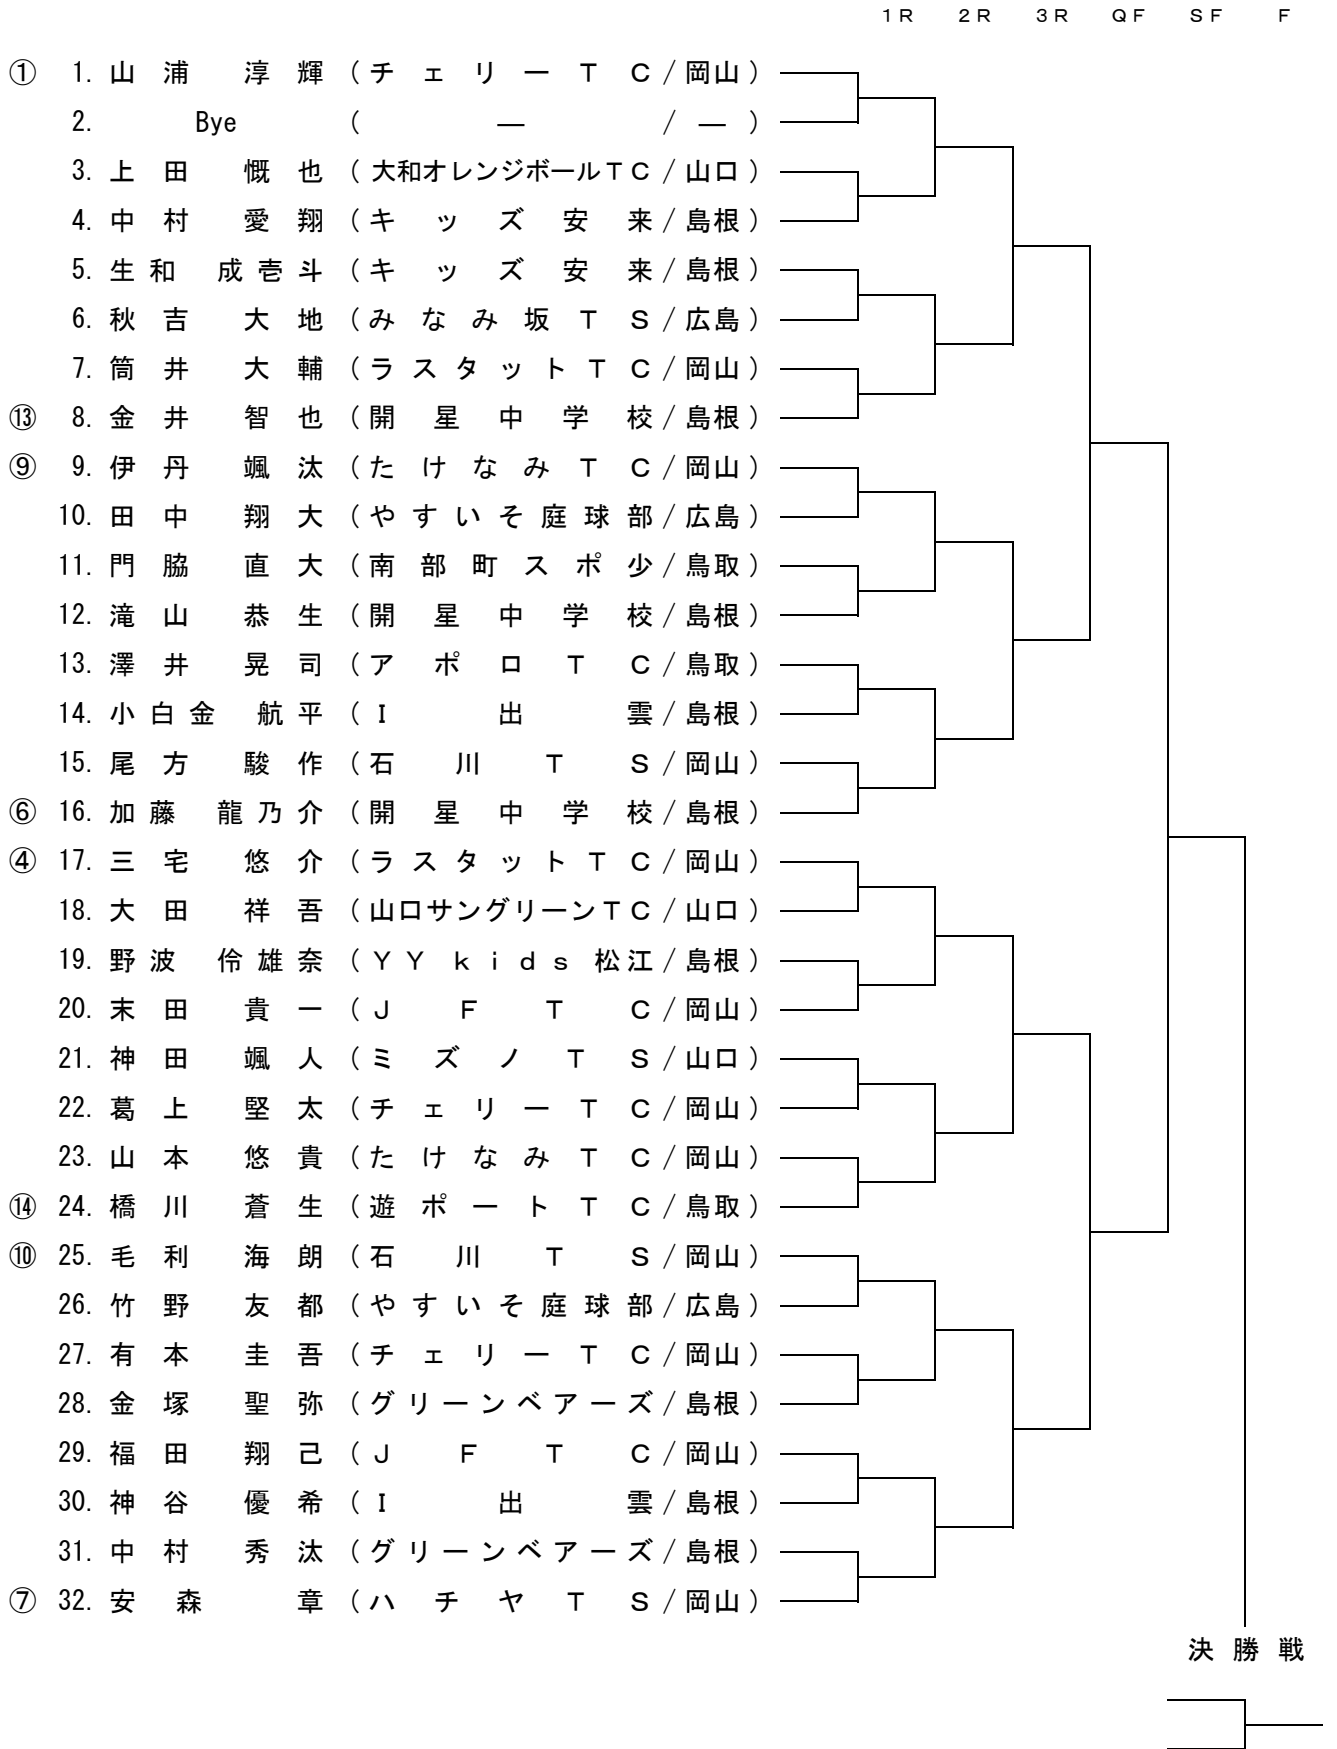 1R 2R 3R QF SF F
① 1. 山浦 淳輝 (チェリーTC/岡山)
2. Bye ( ― / ― )
3. 上田 慨也 (大和オレンジボールTC/山口)
4. 中村 愛翔 (キッズ安来/島根)
5. 生和 成壱斗 (キッズ安来/島根)
6. 秋吉 大地 (みなみ坂TS/広島)
7. 筒井 大輔 (ラスタットTC/岡山)
⑬ 8. 金井 智也 (開星中学校/島根)
⑨ 9. 伊丹 颯汰 (たけなみTC/岡山)
10. 田中 翔大 (やすいそ庭球部/広島)
11. 門脇 直大 (南部町スポ少/鳥取)
12. 滝山 恭生 (開星中学校/島根)
13. 澤井 晃司 (アポロTC/鳥取)
14. 小白金 航平 (I出雲/島根)
15. 尾方 駿作 (石川TS/岡山)
⑥ 16. 加藤 龍乃介 (開星中学校/島根)
④ 17. 三宅 悠介 (ラスタットTC/岡山)
18. 大田 祥吾 (山口サングリーンTC/山口)
19. 野波 伶雄奈 (YYkids松江/島根)
20. 末田 貴一 (JFTC/岡山)
21. 神田 颯人 (ミズノTS/山口)
22. 葛上 堅太 (チェリーTC/岡山)
23. 山本 悠貴 (たけなみTC/岡山)
⑭ 24. 橋川 蒼生 (遊ポートTC/鳥取)
⑩ 25. 毛利 海朗 (石川TS/岡山)
26. 竹野 友都 (やすいそ庭球部/広島)
27. 有本 圭吾 (チェリーTC/岡山)
28. 金塚 聖弥 (グリーンベアーズ/島根)
29. 福田 翔己 (JFTC/岡山)
30. 神谷 優希 (I出雲/島根)
31. 中村 秀汰 (グリーンベアーズ/島根)
⑦ 32. 安森 章 (ハチヤTS/岡山)
決勝戦